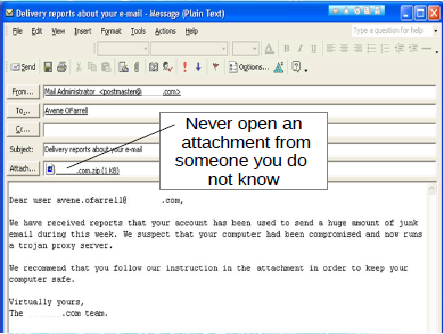 Delivery reports about your e-mail - Message (Plain Text)
File Edit View Insert Format Tools Actions Help
Type a question for help
Send
Options...
From... Mail Administrator <postmaster@ .com>
To... Avene OFarrell
Cc...
Subject: Delivery reports about your e-mail
Attach... .com.zip (1 KB)
Never open an
attachment from
someone you do
not know
Dear user avene.ofarrell@ .com,
We have received reports that your account has been used to send a huge amount of junk
email during this week. We suspect that your computer had been compromised and now runs
a trojan proxy server.
We recommend that you follow our instruction in the attachment in order to keep your
computer safe.
Virtually yours,
The .com team.